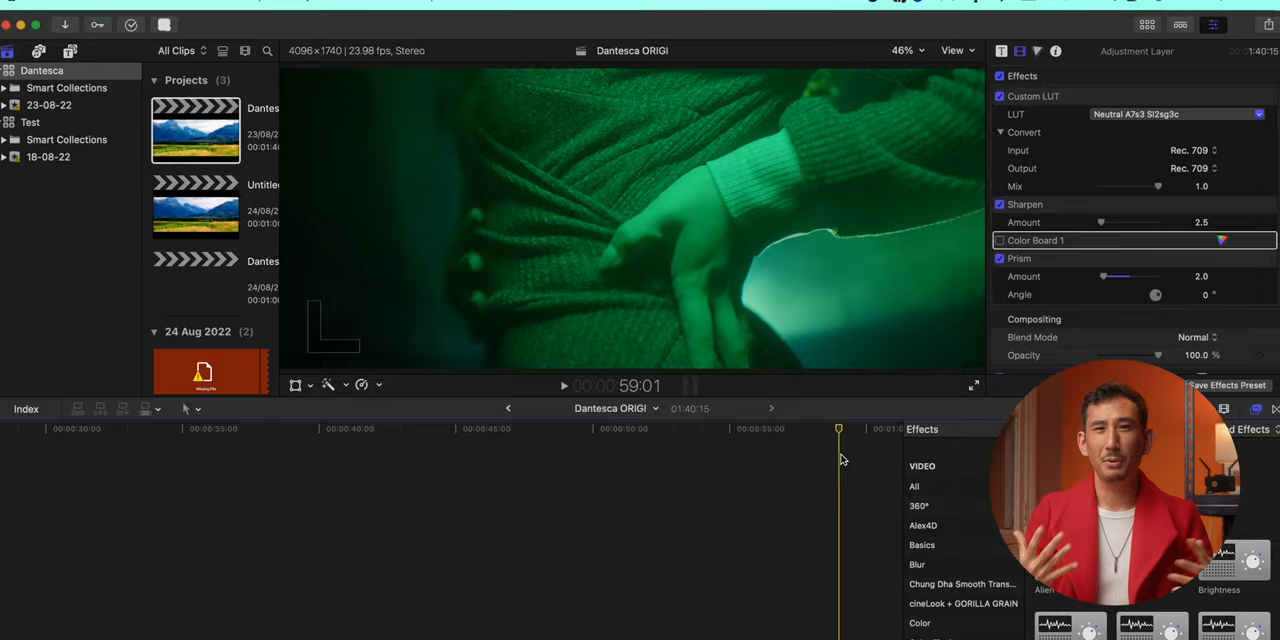 All Clips
4096×1740 | 23.98 fps, Stereo
Dantesca ORIGI
46%
View
Adjustment Layer
1:40:15
Dantesca
Smart Collections
23-08-22
Test
Smart Collections
18-08-22
Projects (3)
Dantes
23/08/2
00:01:4
Untitle
24/08/2
00:01:0
Dantes
24/08/2
00:01:0
24 Aug 2022 (2)
Missing File
Effects
Custom LUT
LUT
Neutral A7s3 Sl2sg3c
Convert
Input
Rec. 709
Output
Rec. 709
Mix
1.0
Sharpen
Amount
2.5
Color Board 1
Prism
Amount
2.0
Angle
0 °
Compositing
Blend Mode
Normal
Opacity
100.0 %
Save Effects Preset
00:00 59:01
Index
Dantesca ORIGI
01:40:15
00:00:30:00
00:00:35:00
00:00:40:00
00:00:45:00
00:00:50:00
00:00:55:00
00:01:0
Effects
d Effects
VIDEO
All
360°
Alex4D
Basics
Blur
Chung Dha Smooth Trans...
cineLook + GORILLA GRAIN
Color
Alien
Brightness